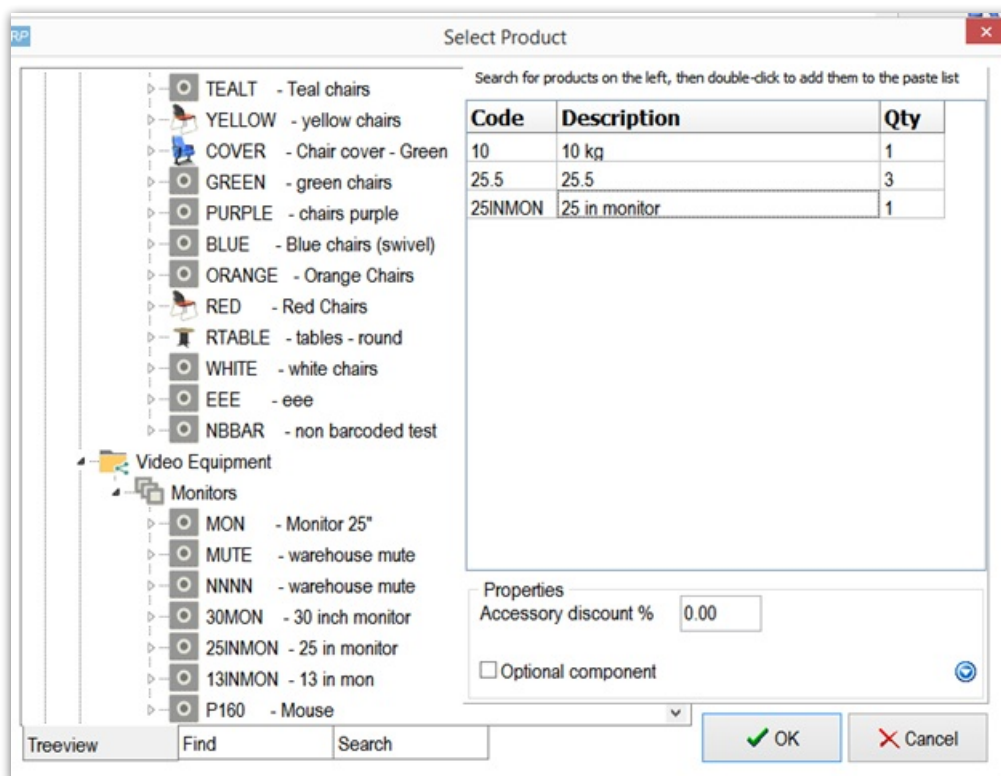 RP
Select Product
TEALT - Teal chairs
YELLOW - yellow chairs
COVER - Chair cover - Green
GREEN - green chairs
PURPLE - chairs purple
BLUE - Blue chairs (swivel)
ORANGE - Orange Chairs
RED - Red Chairs
RTABLE - tables - round
WHITE - white chairs
EEE - eee
NBBAR - non barcoded test
Video Equipment
Monitors
MON - Monitor 25"
MUTE - warehouse mute
NNNN - warehouse mute
30MON - 30 inch monitor
25INMON - 25 in monitor
13INMON - 13 in mon
P160 - Mouse
Treeview Find Search
Search for products on the left, then double-click to add them to the paste list
Code Description Qty
10 10 kg 1
25.5 25.5 3
25INMON 25 in monitor 1
Properties
Accessory discount % 0.00
Optional component
OK Cancel